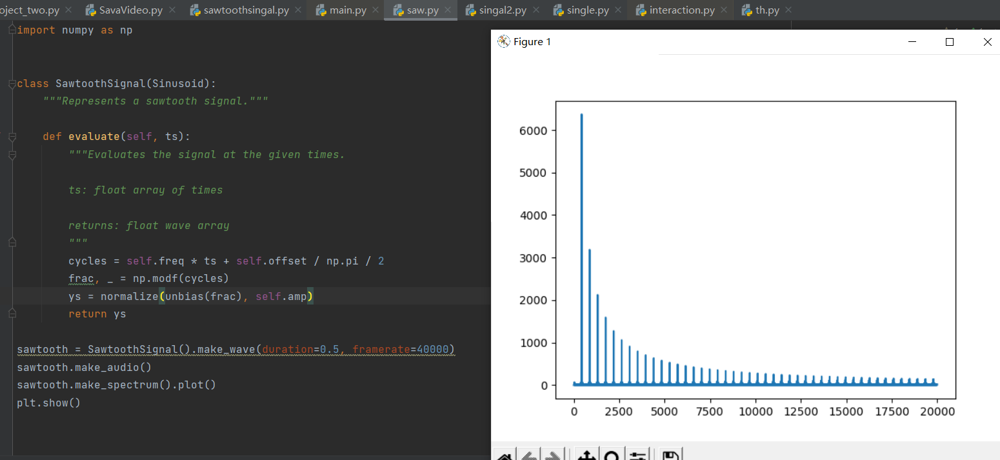 oject_two.py × SavaVideo.py × sawtoothsingal.py × main.py × saw.py × singal2.py × single.py × interaction.py × th.py ×
import numpy as np
class SawtoothSignal(Sinusoid):
"""Represents a sawtooth signal."""
def evaluate(self, ts):
"""Evaluates the signal at the given times.
ts: float array of times
returns: float wave array
"""
cycles = self.freq * ts + self.offset / np.pi / 2
frac, _ = np.modf(cycles)
ys = normalize(unbias(frac), self.amp)
return ys
sawtooth = SawtoothSignal().make_wave(duration=0.5, framerate=40000)
sawtooth.make_audio()
sawtooth.make_spectrum().plot()
plt.show()
Figure 1
6000
5000
4000
3000
2000
1000
0
0 2500 5000 7500 10000 12500 15000 17500 20000